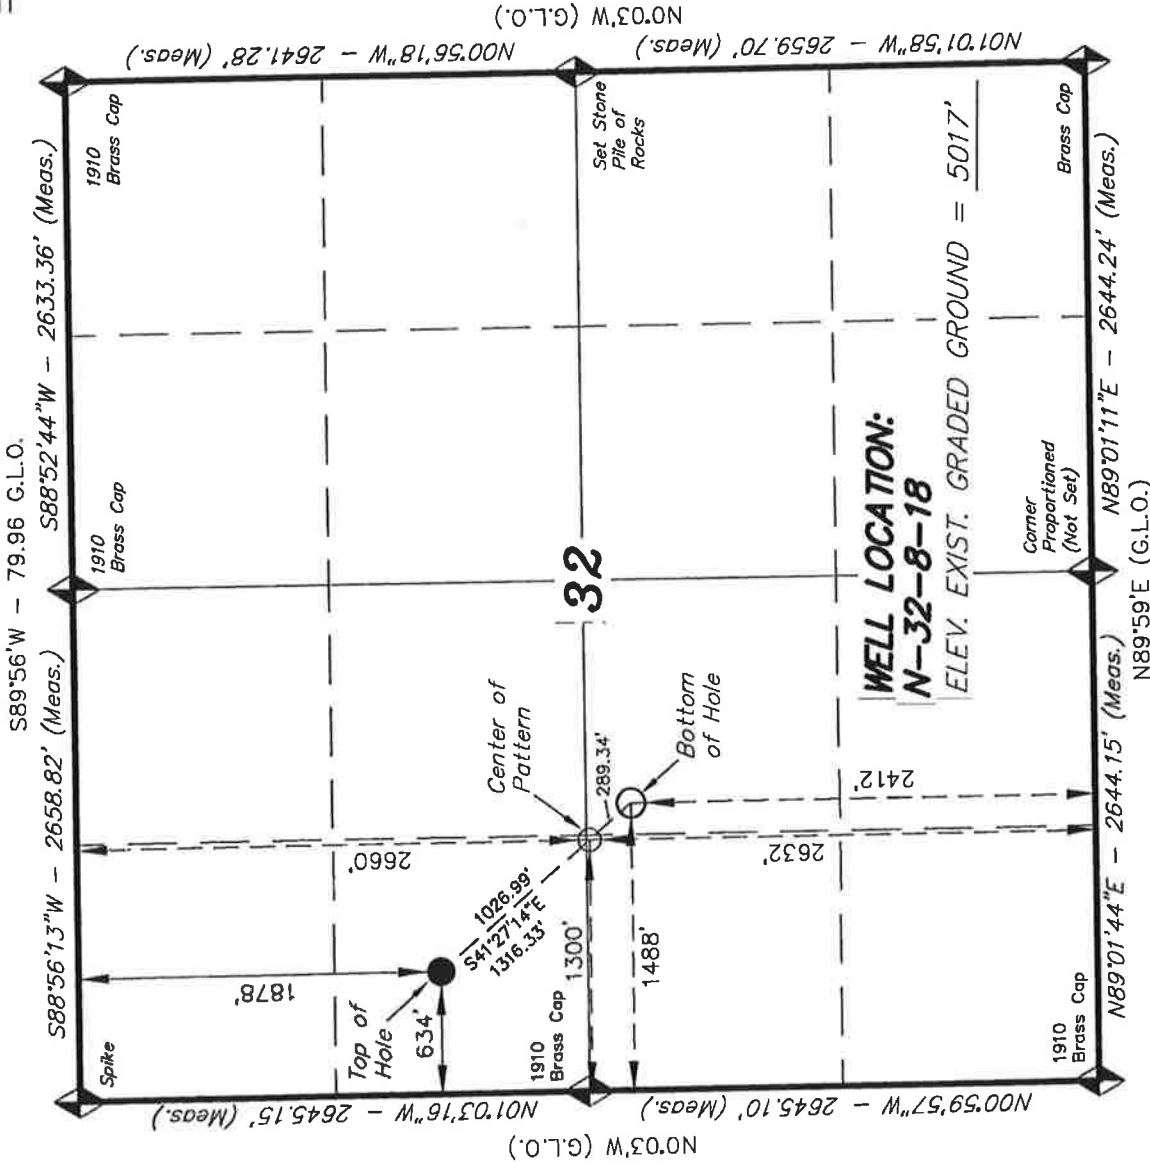 S89°56'W - 79.96 G.L.O.
S88°56'13"W - 2658.82' (Meas.)
S88°52'44"W - 2633.36' (Meas.)
Spike
1910
Brass Cap
1910
Brass Cap
N01°03'16"W - 2645.15' (Meas.)
N0°03'W (G.L.O.)
N00°59'57"W - 2645.10' (Meas.)
N00°56'18"W - 2641.28' (Meas.)
N0°03'W (G.L.O.)
N01°01'58"W - 2659.70' (Meas.)
1878'
Top of
Hole
634'
2660'
1026.99'
S41°27'14"E
1316.33'
Center of
Pattern
32
Set Stone
Pile of
Rocks
1910
Brass Cap
1300'
289.34'
1488'
Bottom
of Hole
2632'
2412'
WELL LOCATION:
N-32-8-18
ELEV. EXIST. GRADED GROUND = 5017'
1910
Brass Cap
Corner
Proportioned
(Not Set)
Brass Cap
N89°01'44"E - 2644.15' (Meas.)
N89°01'11"E - 2644.24' (Meas.)
N89°59'E (G.L.O.)